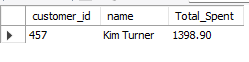 customer_id name Total_Spent
457 Kim Turner 1398.90